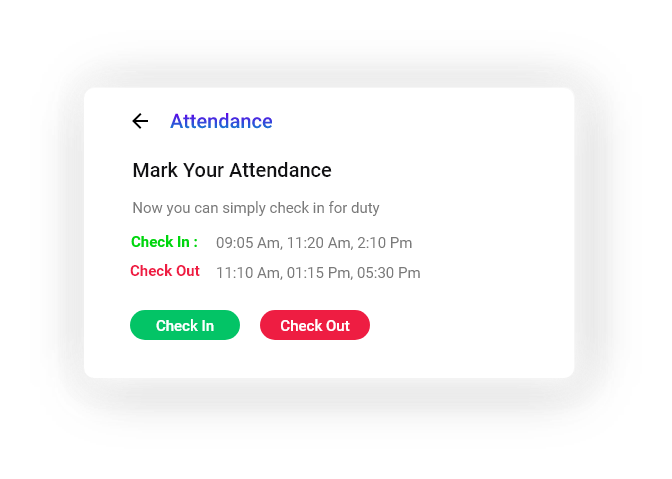 Attendance
Mark Your Attendance
Now you can simply check in for duty
Check In : 09:05 Am, 11:20 Am, 2:10 Pm
Check Out 11:10 Am, 01:15 Pm, 05:30 Pm
Check In Check Out